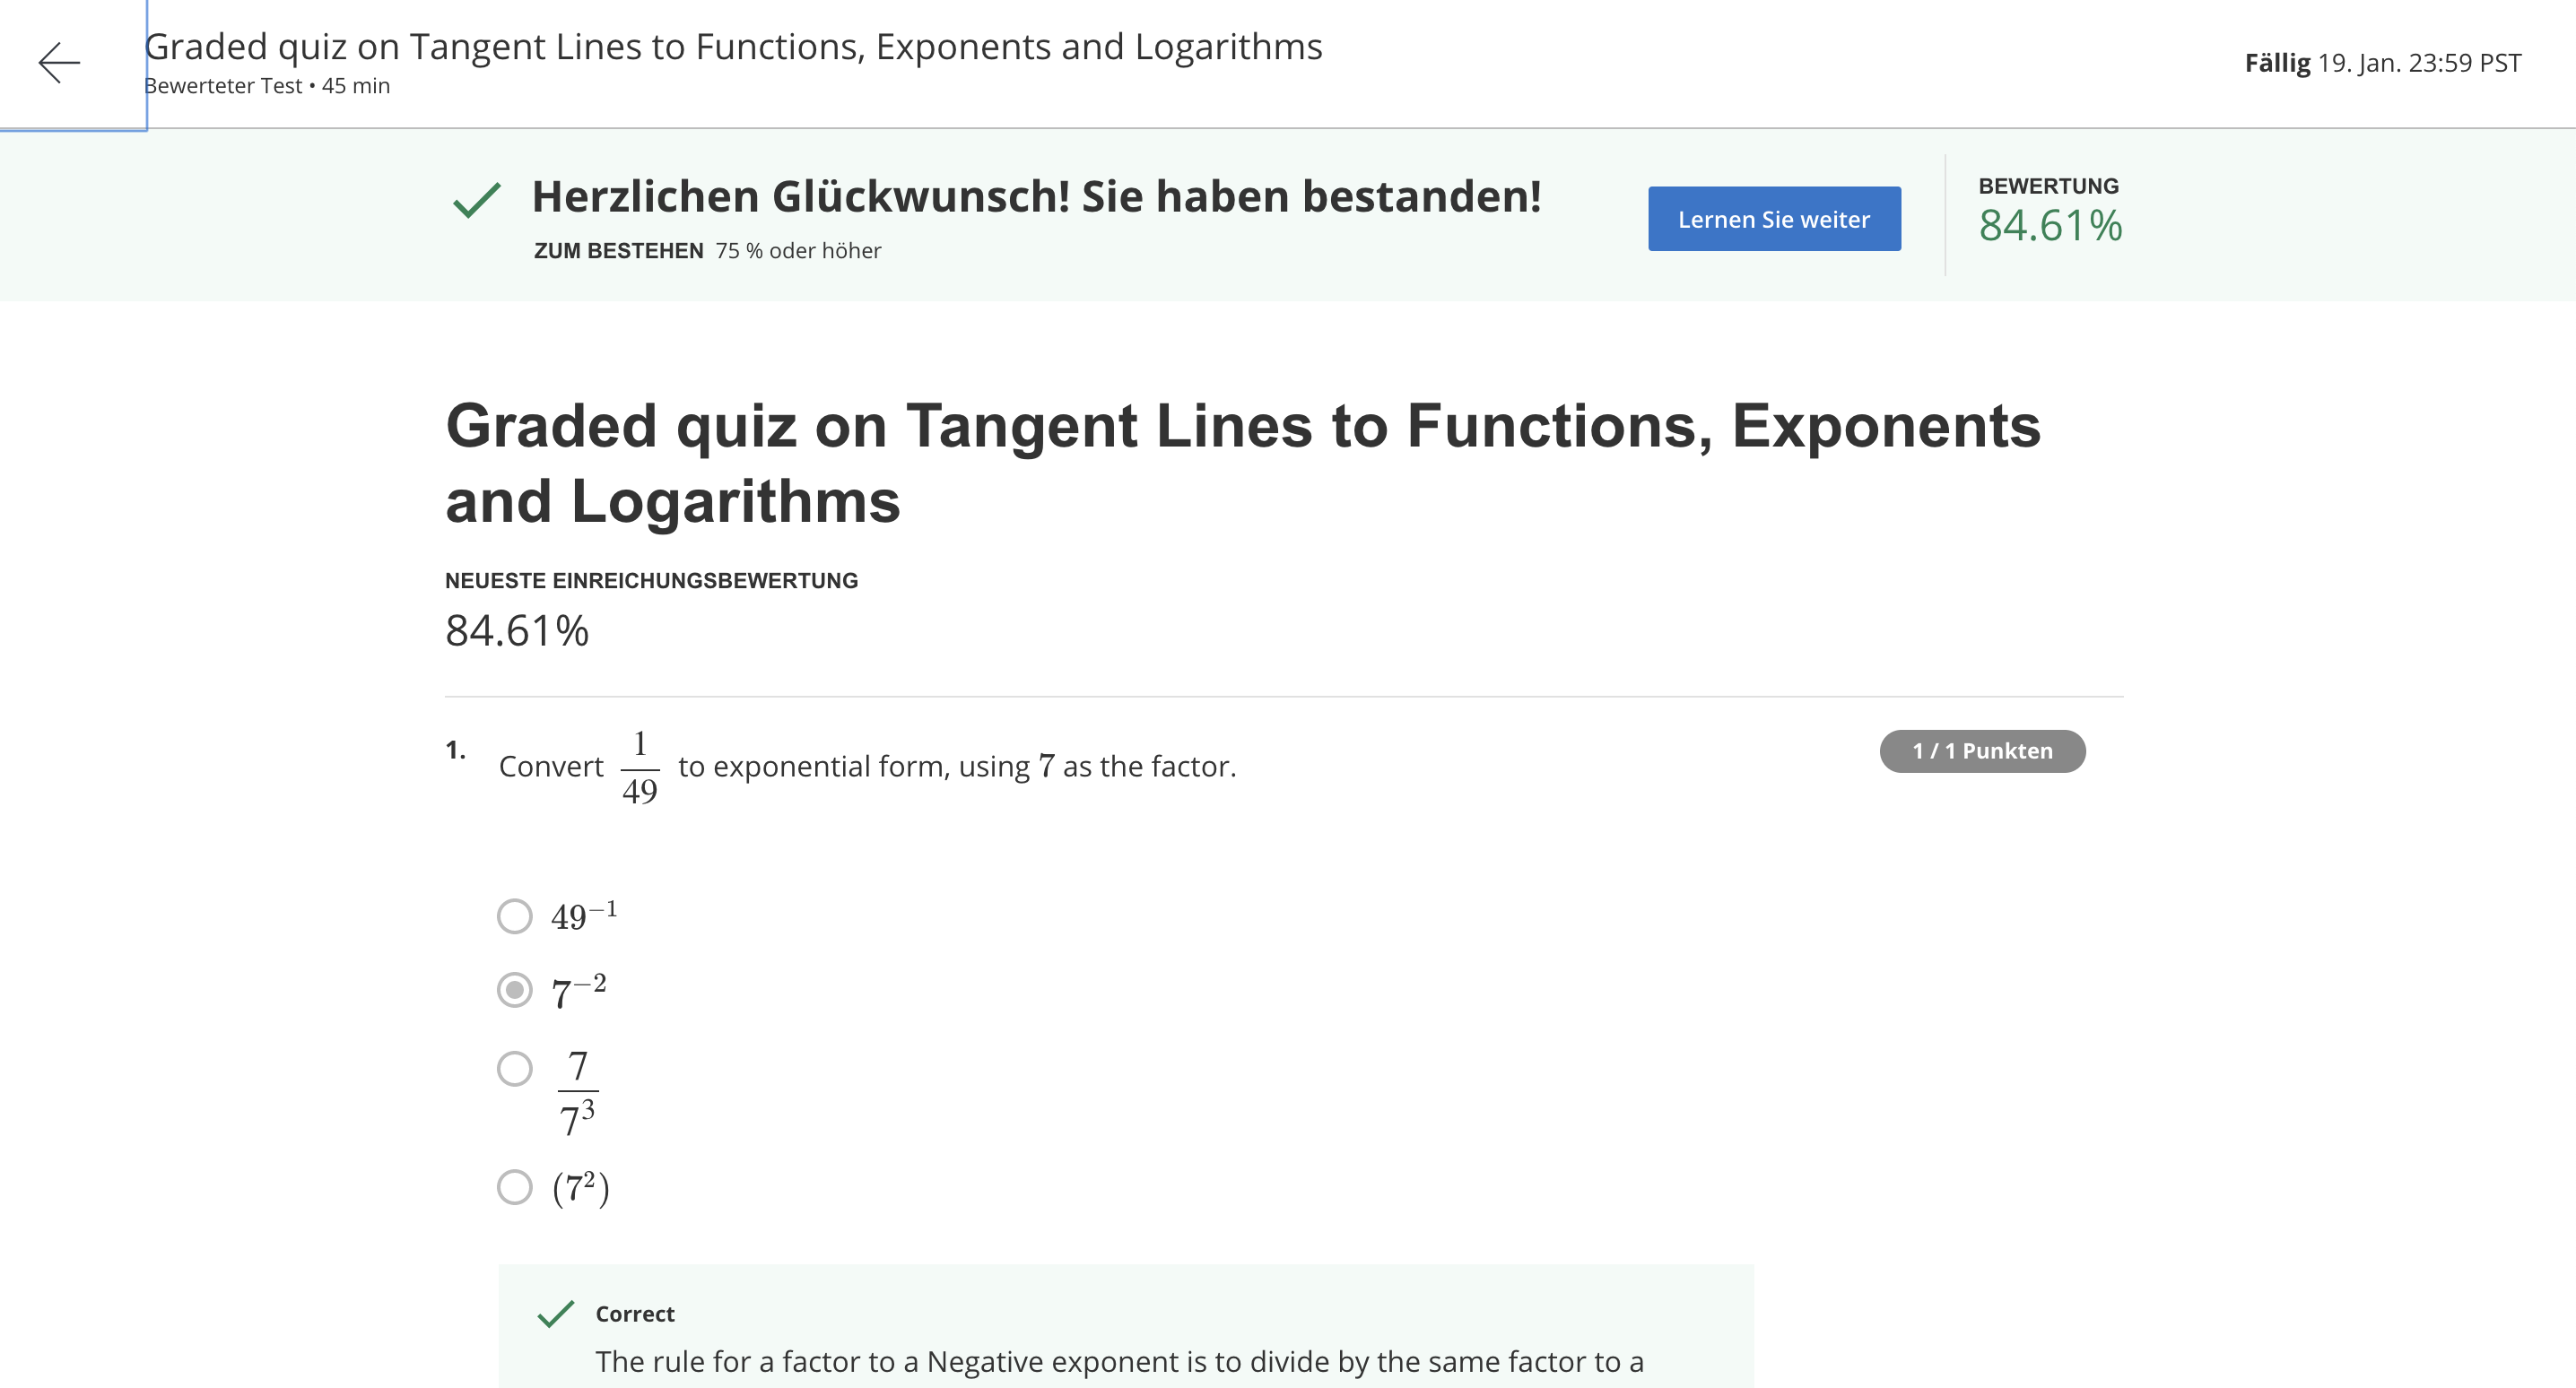 Graded quiz on Tangent Lines to Functions, Exponents and Logarithms
Bewerteter Test • 45 min
Fällig 19. Jan. 23:59 PST
Herzlichen Glückwunsch! Sie haben bestanden!
ZUM BESTEHEN 75 % oder höher
Lernen Sie weiter
BEWERTUNG
84.61%
Graded quiz on Tangent Lines to Functions, Exponents
and Logarithms
NEUESTE EINREICHUNGSBEWERTUNG
84.61%
1. Convert \frac{1}{49} to exponential form, using 7 as the factor.
1 / 1 Punkten
49^{-1}
7^{-2}
\frac{7}{7^3}
(7^2)
Correct
The rule for a factor to a Negative exponent is to divide by the same factor to a